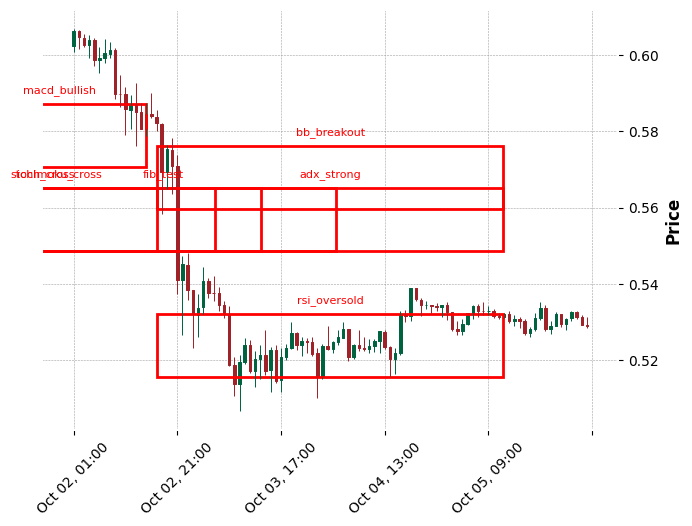 0.60
macd_bullish
bb_breakout
0.58
fib_test
adx_strong
0.56
Price
0.54
rsi_oversold
0.52
Oct 02, 01:00
Oct 02, 21:00
Oct 03, 17:00
Oct 04, 13:00
Oct 05, 09:00